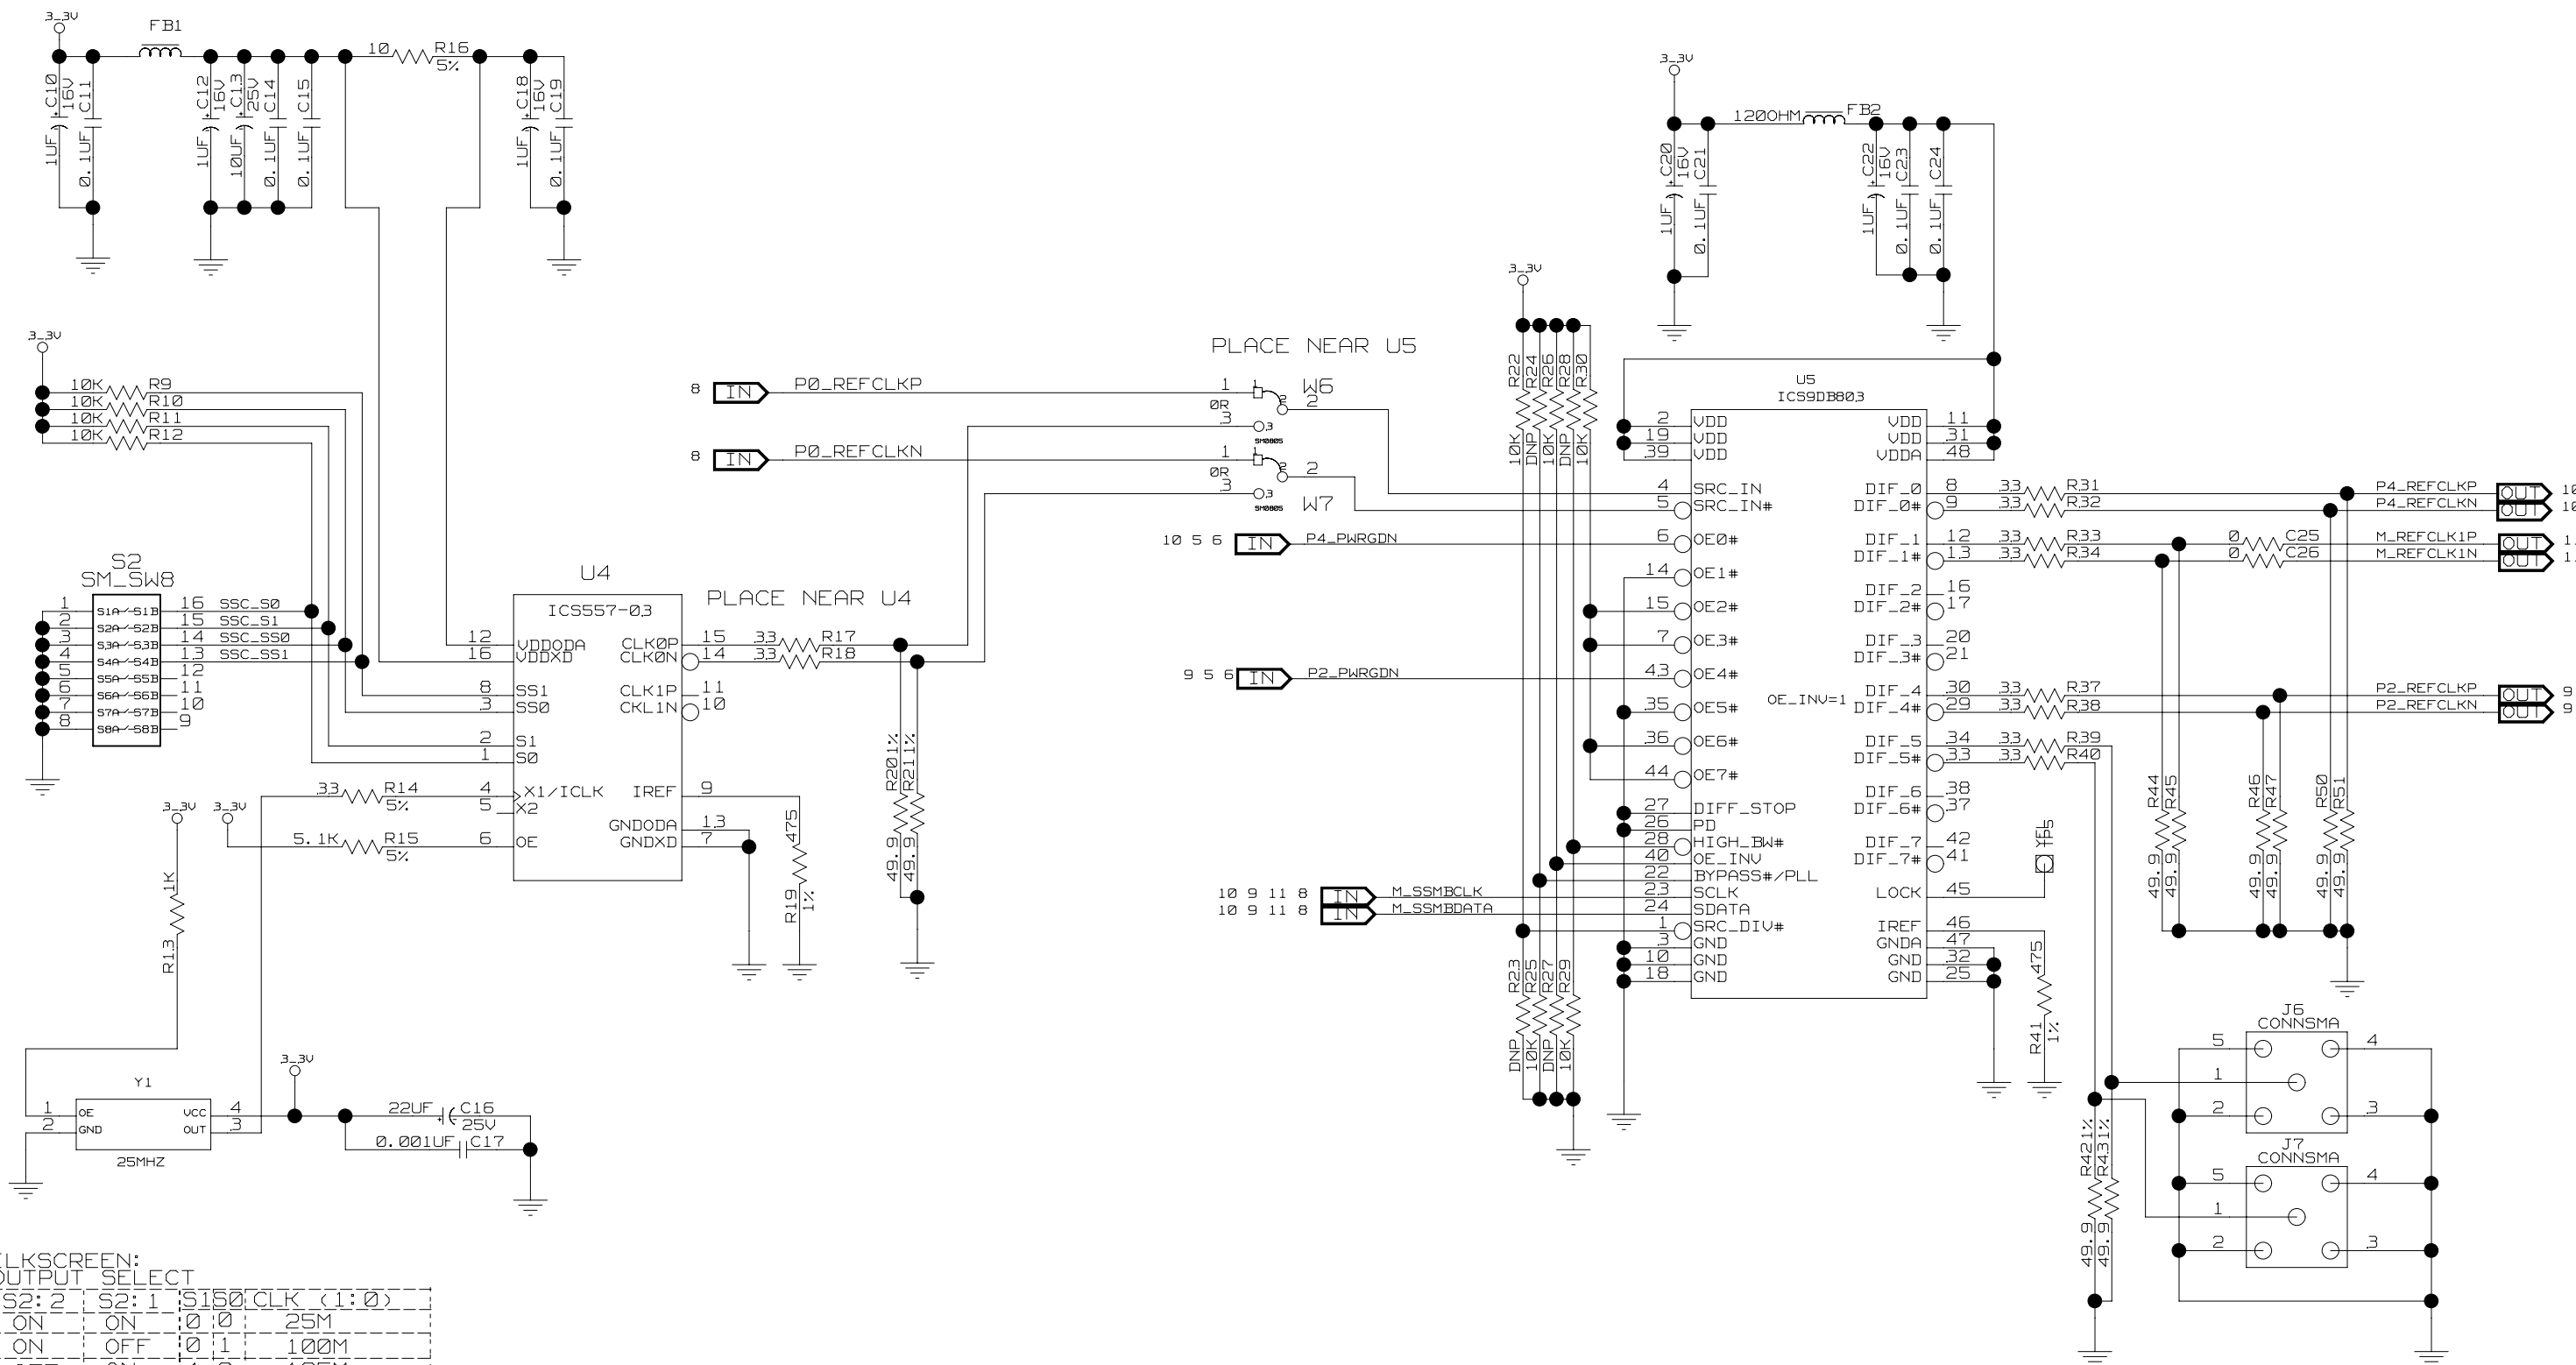 3_3V
FB1
10 R16
5%
1UF C10
16V
0.1UF C11
1UF C12
16V
10UF C13
25V
0.1UF C14
0.1UF C15
1UF C18
16V
0.1UF C19
3_3V
120OHM FB2
1UF C20
16V
0.1UF C21
1UF C22
16V
0.1UF C23
0.1UF C24
3_3V
10K R9
10K R10
10K R11
10K R12
S2
SM_SW8
1 S1A S1B 16 SSC_S0
2 S2A S2B 15 SSC_S1
3 S3A S3B 14 SSC_SS0
4 S4A S4B 13 SSC_SS1
5 S5A S5B 12
6 S6A S6B 11
7 S7A S7B 10
8 S8A S8B 9
U4
ICS557-03
PLACE NEAR U4
12 VDDODA CLK0P 15 33 R17
16 VDDXD CLK0N 14 33 R18
8 SS1 CLK1P 11
3 SS0 CKL1N 10
2 S1
1 S0
33 R14 4 X1/ICLK IREF 9
5% 5 X2
GNDODA 13
5.1K R15 6 OE GNDXD 7
5%
3_3V 3_3V
R13 1K
R19 475
1%
49.9 R20 1%
49.9 R21 1%
3_3V
Y1
1 OE VCC 4
2 GND OUT 3
25MHZ
22UF C16
25V
0.001UF C17
PLACE NEAR U5
8 IN P0_REFCLKP 1 1 W6
2 2
0R
3 3
SM0805
8 IN P0_REFCLKN 1 1
2 2
0R
3 3
SM0805 W7
10 5 6 IN P4_PWRGDN
9 5 6 IN P2_PWRGDN
10 9 11 8 IN M_SSMBCLK
10 9 11 8 IN M_SSMBDATA
3_3V
10K R22
DNP R24
10K R26
DNP R28
10K R30
DNP R23
10K R25
DNP R27
10K R29
U5
ICS9DB803
2 VDD VDD 11
19 VDD VDD 31
39 VDD VDDA 48
4 SRC_IN DIF_0 8 33 R31 P4_REFCLKP OUT 10
5 SRC_IN# DIF_0# 9 33 R32 P4_REFCLKN OUT 10
6 OE0# DIF_1 12 33 R33 0 C25 M_REFCLK1P OUT
DIF_1# 13 33 R34 0 C26 M_REFCLK1N OUT
14 OE1#
DIF_2 16
15 OE2# DIF_2# 17
7 OE3# DIF_3 20
DIF_3# 21
43 OE4# DIF_4 30 33 R37 P2_REFCLKP OUT 9
OE_INV=1 DIF_4# 29 33 R38 P2_REFCLKN OUT 9
35 OE5#
36 OE6# DIF_5 34 33 R39
DIF_5# 33 33 R40
44 OE7#
DIF_6 38
27 DIFF_STOP DIF_6# 37
26 PD
28 HIGH_BW# DIF_7 42
40 OE_INV DIF_7# 41
22 BYPASS#/PLL
23 SCLK LOCK 45
24 SDATA
1 SRC_DIV# IREF 46
3 GND GNDA 47
10 GND GND 32
18 GND GND 25
R41 475
1%
49.9 R44
49.9 R45
49.9 R46
49.9 R47
49.9 R50
49.9 R51
49.9 R42 1%
49.9 R43 1%
J6
CONNSMA
5 4
1
2 3
J7
CONNSMA
5 4
1
2 3
LKSCREEN:
OUTPUT SELECT
S2:2 S2:1 S1 S0 CLK (1:0)
ON ON 0 0 25M
ON OFF 0 1 100M